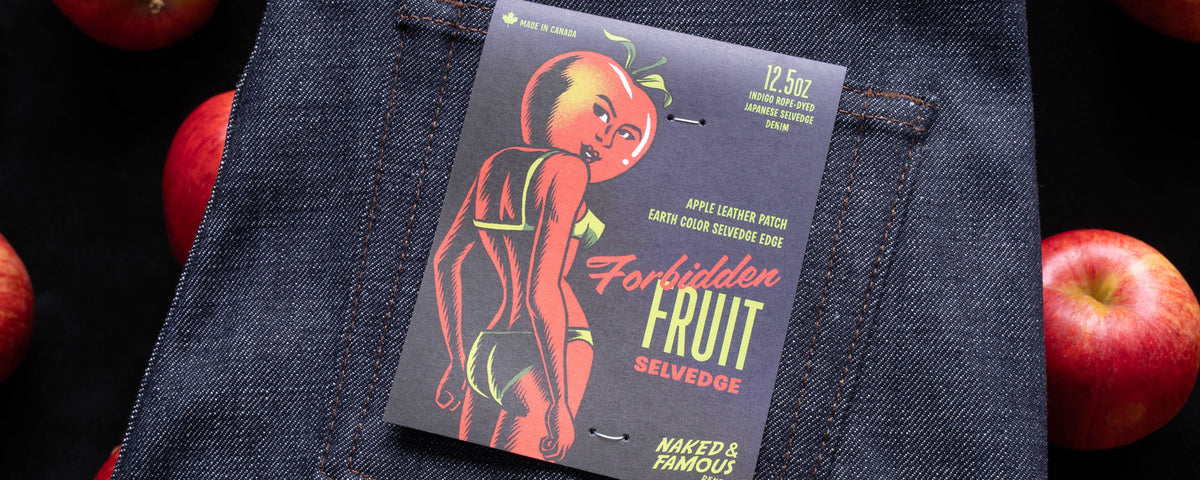 MADE IN CANADA
12.5oz
INDIGO ROPE-DYED
JAPANESE SELVEDGE
DENIM
APPLE LEATHER PATCH
EARTH COLOR SELVEDGE EDGE
Forbidden
FRUIT
SELVEDGE
NAKED &
FAMOUS